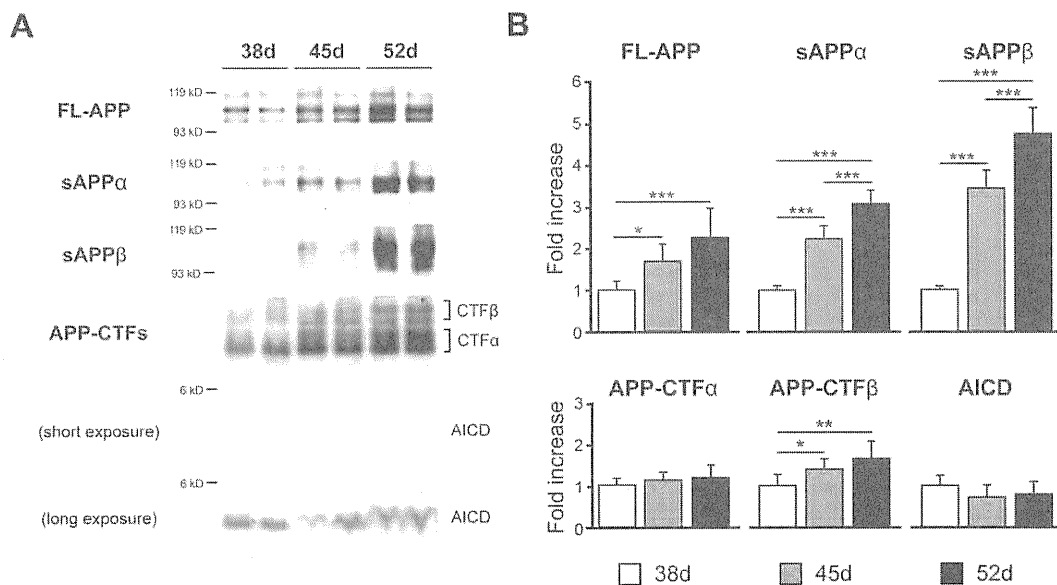 A
38d 45d 52d
FL-APP
119 kD
93 kD
sAPPα
119 kD
93 kD
sAPPβ
119 kD
93 kD
APP-CTFs
CTFβ
CTFα
6 kD
(short exposure)
AICD
6 kD
(long exposure)
AICD
B
FL-APP sAPPα sAPPβ
Fold increase
6
5
4
3
2
1
0
*
***
***
***
***
***
***
***
APP-CTFα APP-CTFβ AICD
Fold increase
3
2
1
0
*
**
38d 45d 52d